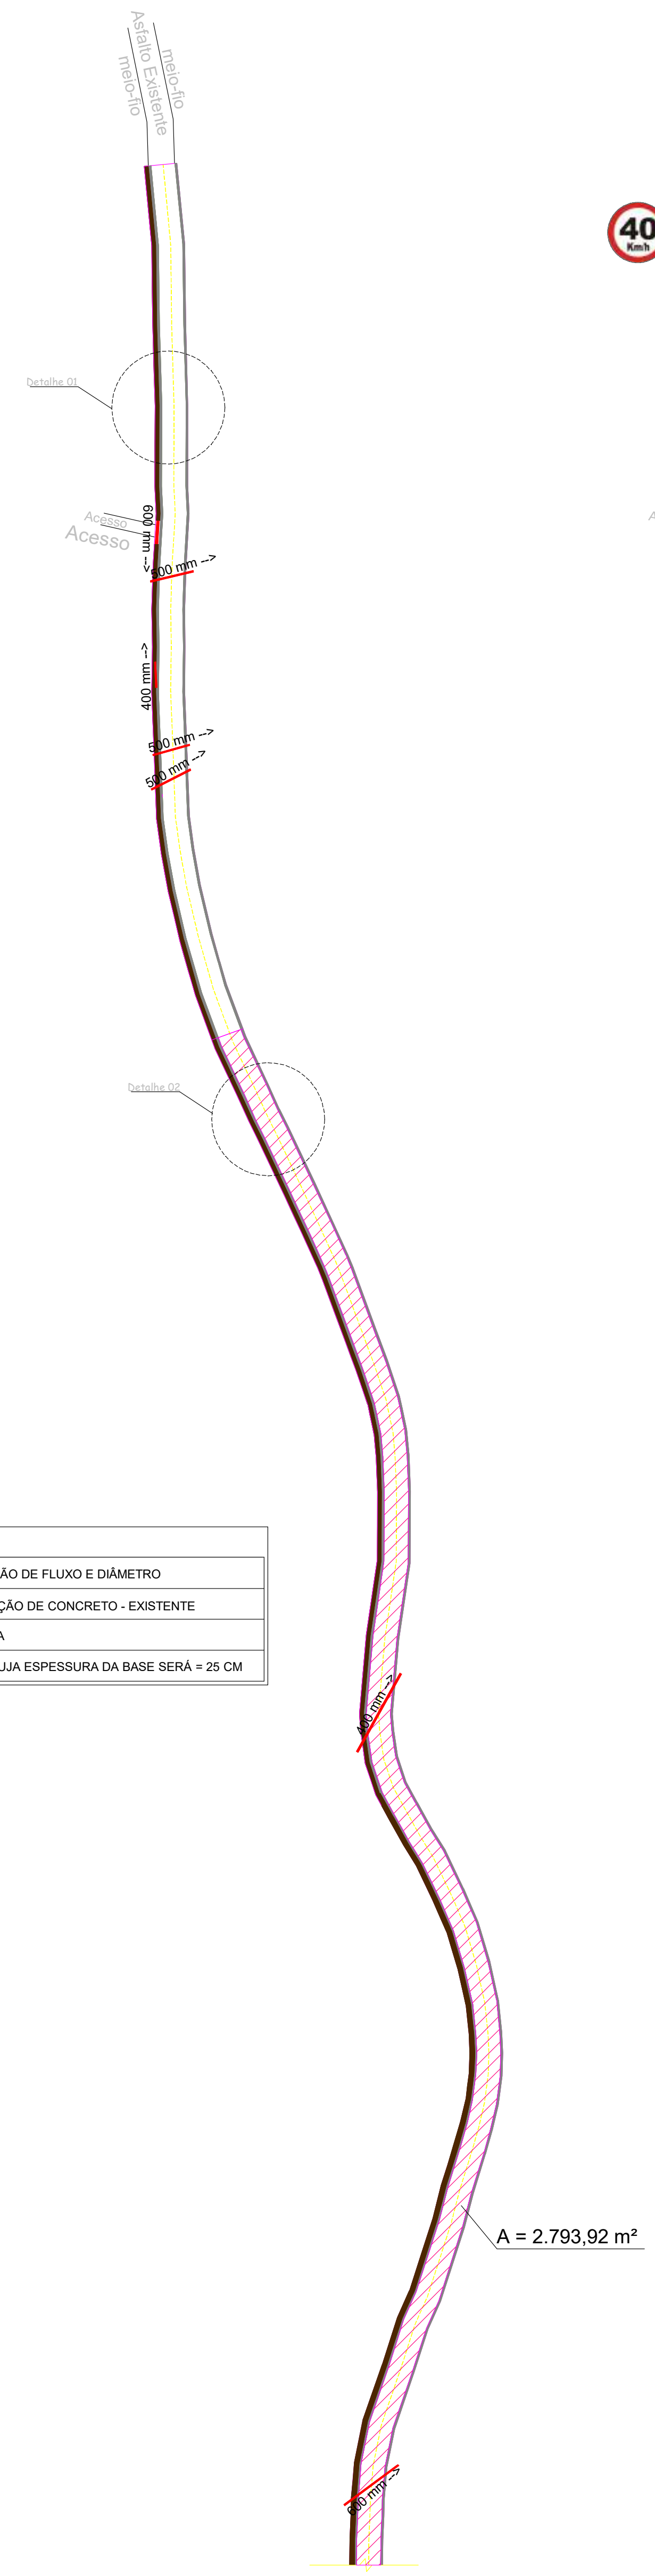 meio-fio
Asfalto Existente
meio-fio
40
Km/h
Detalhe 01
Acesso
Acesso
600 mm -->
500 mm -->
400 mm -->
500 mm -->
500 mm -->
Detalhe 02
ÃO DE FLUXO E DIÂMETRO
ÇÃO DE CONCRETO - EXISTENTE
A
UJA ESPESSURA DA BASE SERÁ = 25 CM
400 mm -->
A = 2.793,92 m²
600 mm -->